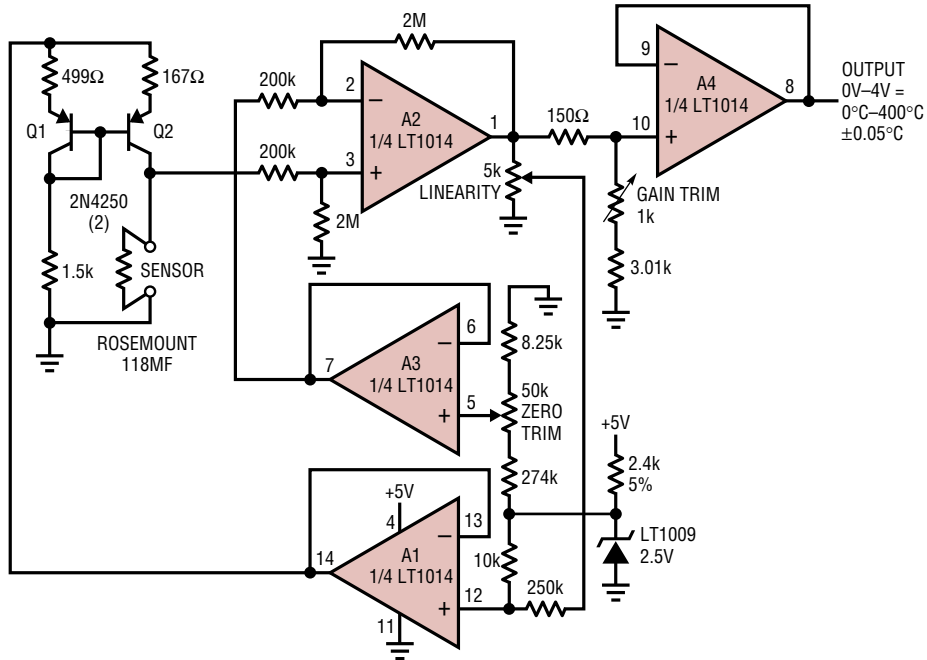 2M
9
8
A4
1/4 LT1014
OUTPUT
0V–4V =
0°C–400°C
±0.05°C
499Ω
167Ω
200k
2
A2
1/4 LT1014
1
150Ω
10
Q1
Q2
200k
3
5k
LINEARITY
GAIN TRIM
1k
2N4250
(2)
2M
1.5k
SENSOR
3.01k
ROSEMOUNT
118MF
6
8.25k
7
A3
1/4 LT1014
5
50k
ZERO
TRIM
+5V
274k
2.4k
5%
+5V
4
13
LT1009
2.5V
14
A1
1/4 LT1014
10k
12
250k
11